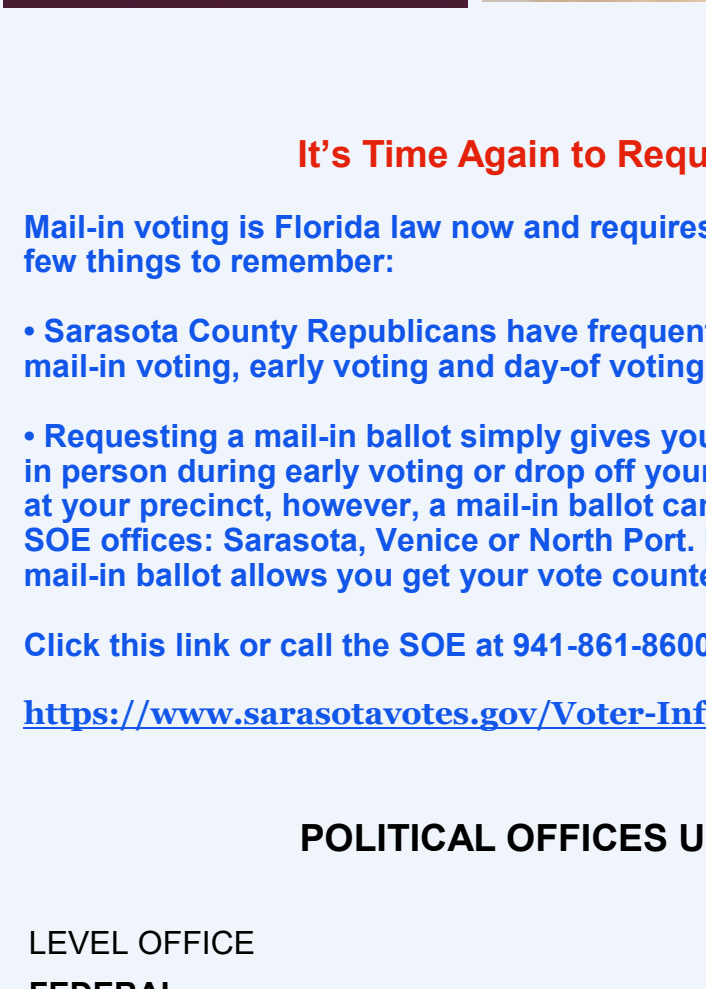 It’s Time Again to Requ
Mail-in voting is Florida law now and requires
few things to remember:
• Sarasota County Republicans have frequent
mail-in voting, early voting and day-of voting
• Requesting a mail-in ballot simply gives you
in person during early voting or drop off your
at your precinct, however, a mail-in ballot can
SOE offices: Sarasota, Venice or North Port.
mail-in ballot allows you get your vote counte
Click this link or call the SOE at 941-861-8600
https://www.sarasotavotes.gov/Voter-Inf
POLITICAL OFFICES U
LEVEL OFFICE
FEDERAL